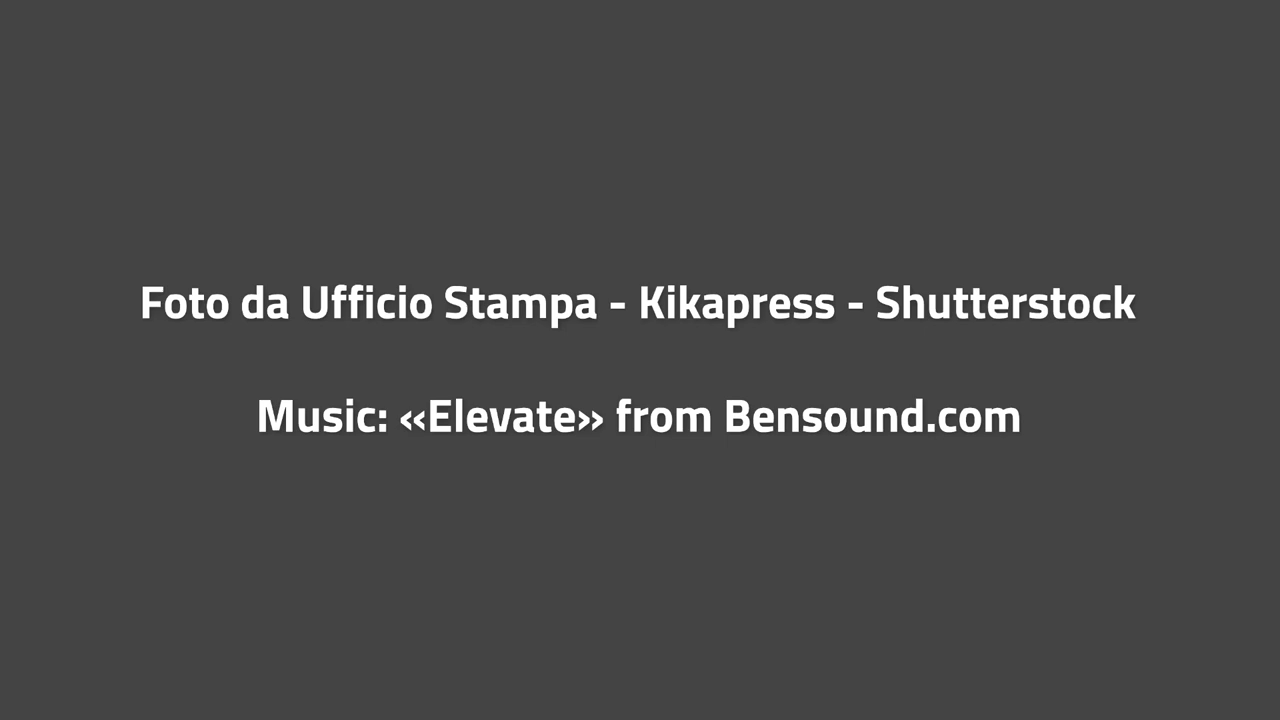 Foto da Ufficio Stampa - Kikapress - Shutterstock
Music: «Elevate» from Bensound.com